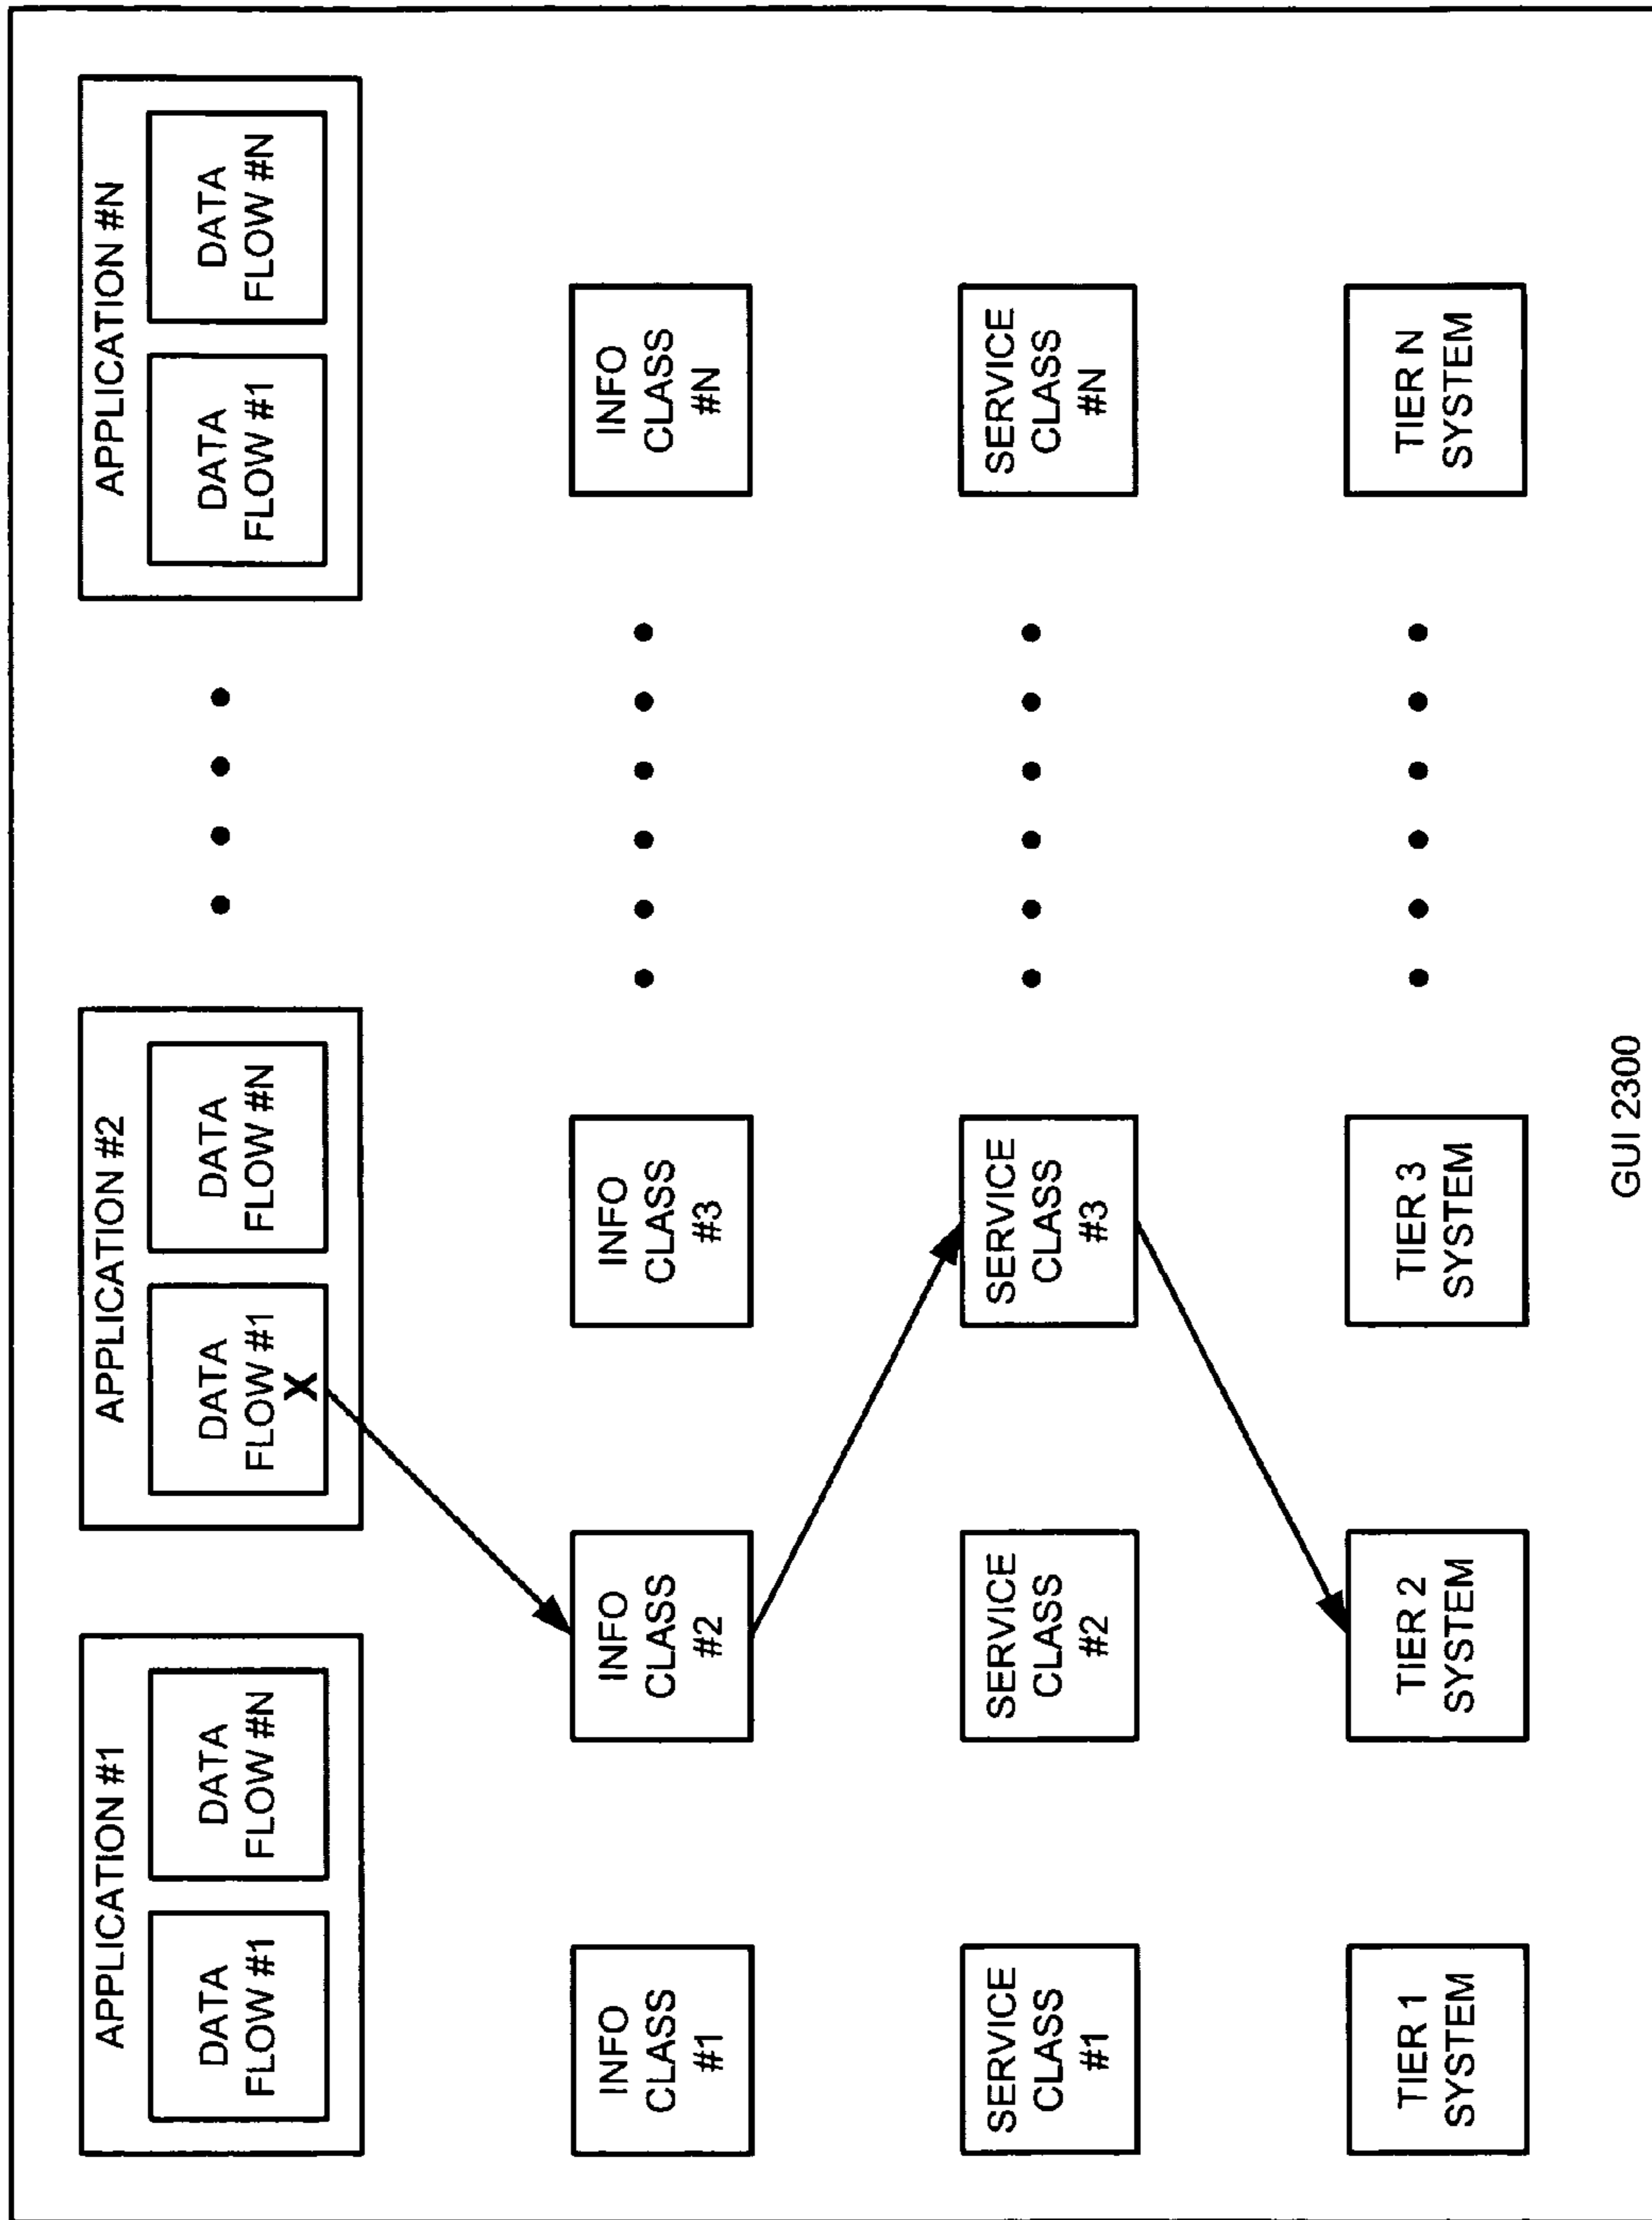 APPLICATION #1
DATA
FLOW #1
DATA
FLOW #N
APPLICATION #2
DATA
FLOW #1
X
DATA
FLOW #N
APPLICATION #N
DATA
FLOW #1
DATA
FLOW #N
INFO
CLASS
#1
INFO
CLASS
#2
INFO
CLASS
#3
INFO
CLASS
#N
SERVICE
CLASS
#1
SERVICE
CLASS
#2
SERVICE
CLASS
#3
SERVICE
CLASS
#N
TIER 1
SYSTEM
TIER 2
SYSTEM
TIER 3
SYSTEM
TIER N
SYSTEM
GUI 2300